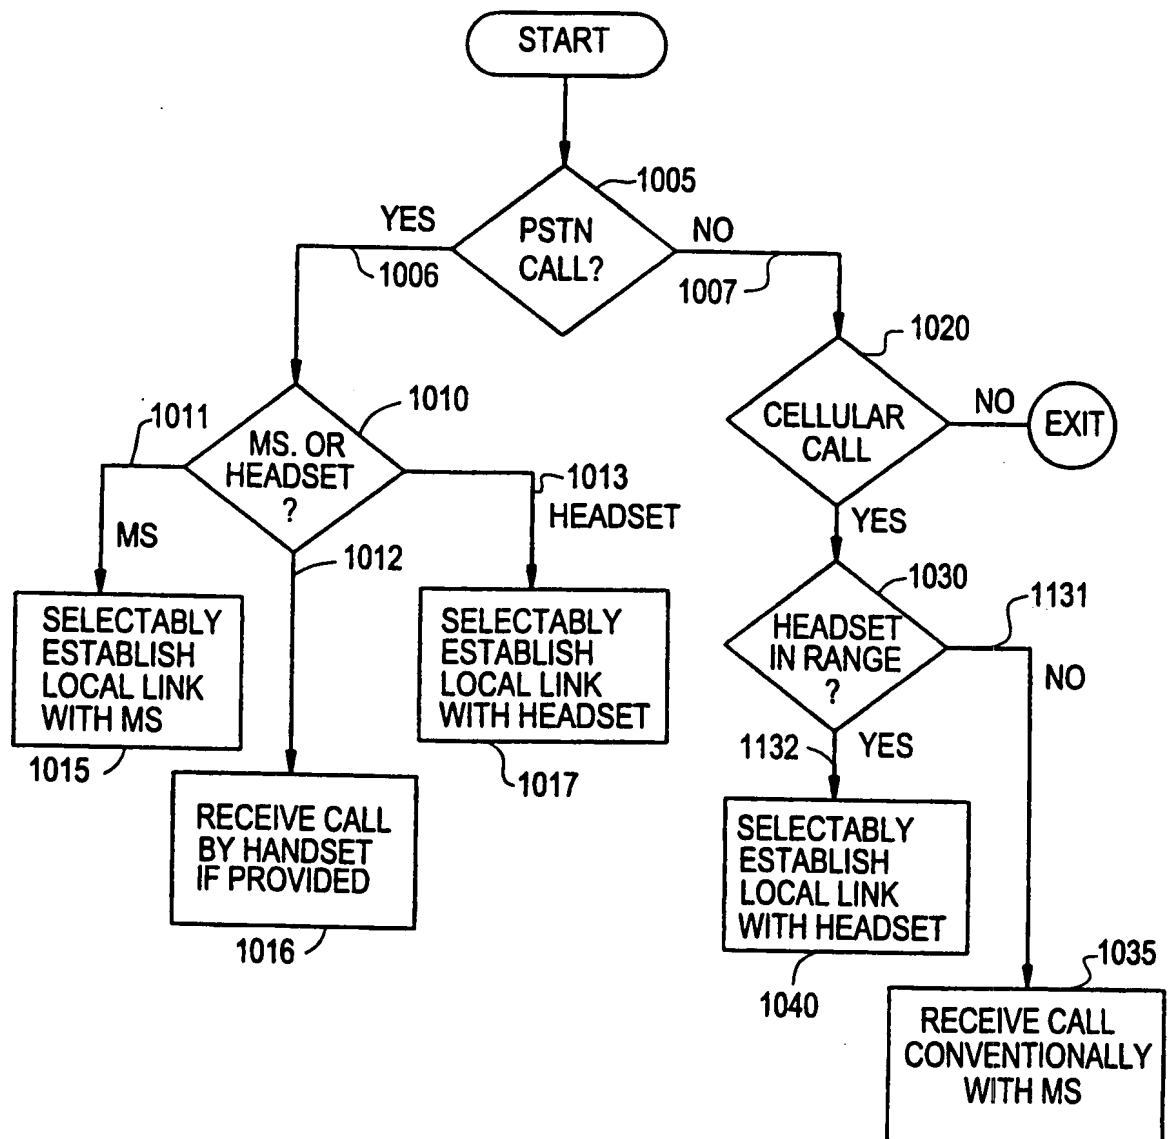 START
1005
YES
PSTN
CALL?
NO
1006
1007
1020
CELLULAR
CALL
NO
EXIT
1010
1011
MS. OR
HEADSET
?
1013
HEADSET
MS
1012
YES
1030
1131
HEADSET
IN RANGE
?
NO
SELECTABLY
ESTABLISH
LOCAL LINK
WITH MS
1015
SELECTABLY
ESTABLISH
LOCAL LINK
WITH HEADSET
1017
1132
YES
RECEIVE CALL
BY HANDSET
IF PROVIDED
1016
SELECTABLY
ESTABLISH
LOCAL LINK
WITH HEADSET
1040
1035
RECEIVE CALL
CONVENTIONALLY
WITH MS